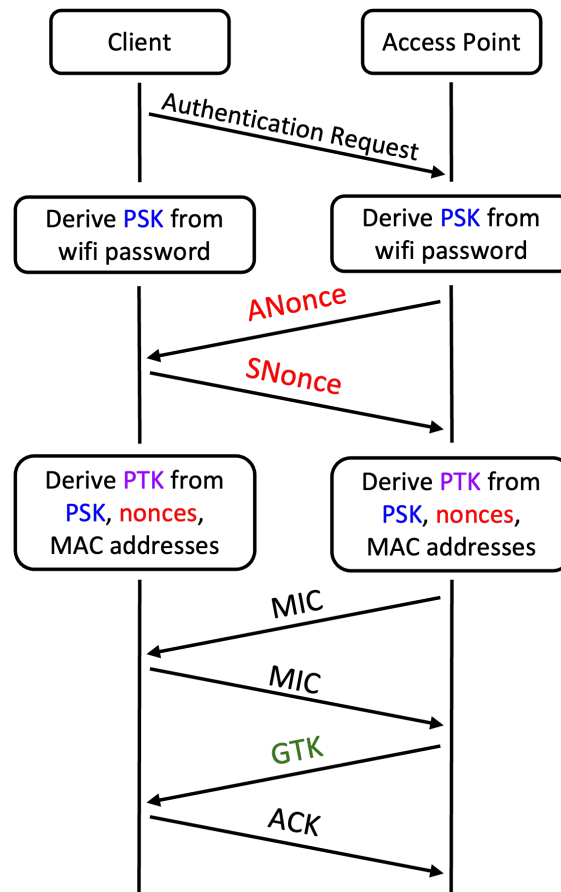 Client
Access Point
Authentication Request
Derive PSK from
wifi password
Derive PSK from
wifi password
ANonce
SNonce
Derive PTK from
PSK, nonces,
MAC addresses
Derive PTK from
PSK, nonces,
MAC addresses
MIC
MIC
GTK
ACK